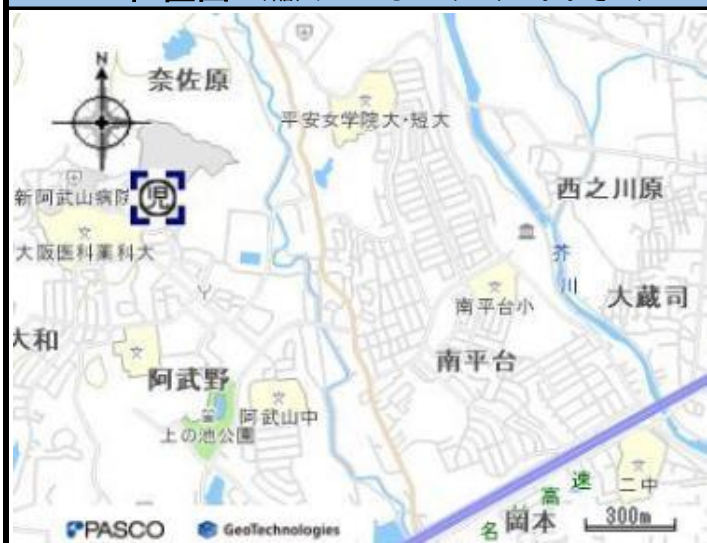 N
奈佐原
平安女学院大・短大
西之川原
新阿武山病院
児
大阪医科薬科大
芥川
南平台小
大蔵司
大和
南平台
阿武野
阿武山中
上の池公園
高速
二中
名
岡本
300m
PASCO
GeoTechnologies